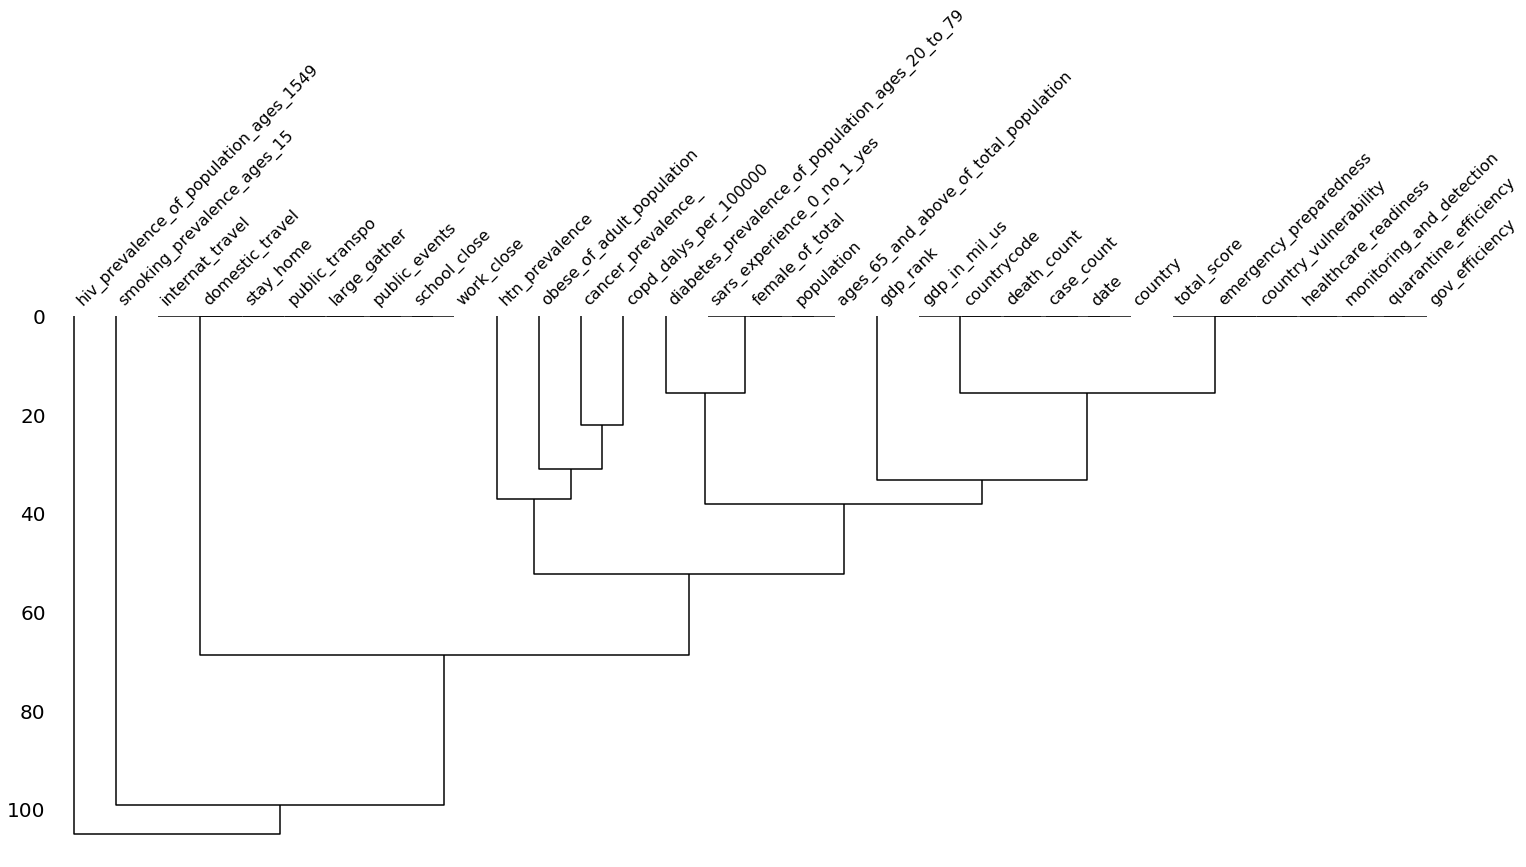 hiv_prevalence_of_population_ages_1549
smoking_prevalence_ages_15
internat_travel
domestic_travel
stay_home
public_transpo
large_gather
public_events
school_close
work_close
htn_prevalence
obese_of_adult_population
cancer_prevalence_
copd_dalys_per_100000
diabetes_prevalence_of_population_ages_20_to_79
sars_experience_0_no_1_yes
female_of_total
population
ages_65_and_above_of_total_population
gdp_rank
gdp_in_mil_us
countrycode
death_count
case_count
date
country
total_score
emergency_preparedness
country_vulnerability
healthcare_readiness
monitoring_and_detection
quarantine_efficiency
gov_efficiency
0
20
40
60
80
100